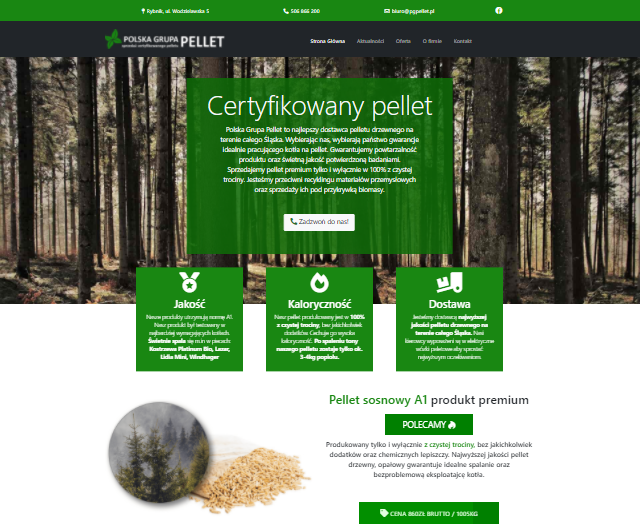 Rybnik, ul. Wodzisławska 5
506 866 300
biuro@pgpellet.pl
POLSKA GRUPA PELLET
sprzedaż certyfikowanego pelletu
Strona Główna
Aktualności
Oferta
O firmie
Kontakt
Certyfikowany pellet
Polska Grupa Pellet to najlepszy dostawca pelletu drzewnego na
terenie całego Śląska. Wybierając nas, wybierają państwo gwarancje
idealnie pracującego kotła na pellet. Gwarantujemy powtarzalność
produktu oraz świetną jakość potwierdzoną badaniami.
Sprzedajemy pellet premium tylko i wyłącznie w 100% z czystej
trociny. Jesteśmy przeciwni recyklingu materiałów przemysłowych
oraz sprzedaży ich pod przykrywką biomasy.
Zadzwoń do nas!
Jakość
Nasze produkty utrzymują normę A1.
Nasz produkt był testowany w
najbardziej wymagających kotłach.
Świetnie spala się m.in w piecach:
Kostrzewa Platinum Bio, Lazar,
Lidia Mini, Windhager
Kaloryczność
Nasz pellet produkowany jest w 100%
z czystej trociny, bez jakichkolwiek
dodatków. Cechuje go wysoka
kaloryczność. Po spaleniu tony
naszego pelletu zostaje tylko ok.
3-4kg popiołu.
Dostawa
Jesteśmy dostawcą najwyższej
jakości pelletu drzewnego na
terenie całego Śląska. Nasi
kierowcy wyposażeni są w elektryczne
wózki paletowe aby sprostać
najwyższym oczekiwaniom.
Pellet sosnowy A1 produkt premium
POLECAMY
Produkowany tylko i wyłącznie z czystej trociny, bez jakichkolwiek
dodatków oraz chemicznych lepiszczy. Najwyższej jakości pellet
drzewny, opałowy gwarantuje idealne spalanie oraz
bezproblemową eksploatację kotła.
CENA 860ZŁ BRUTTO / 1005KG